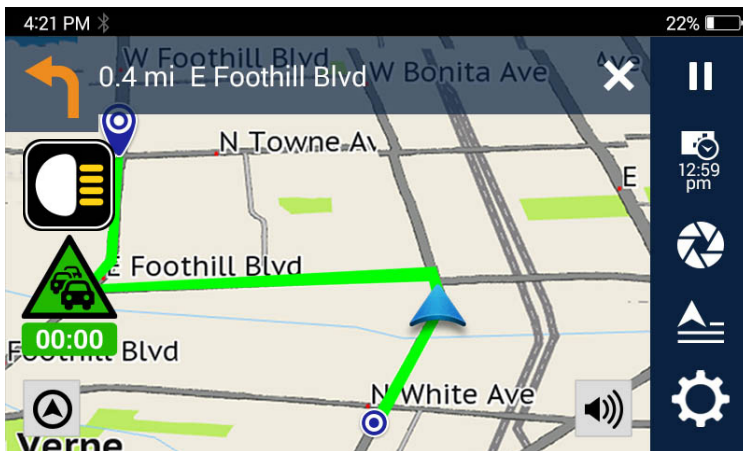 4:21 PM
22%
W Foothill Blvd
W Bonita Ave
Ave
0.4 mi E Foothill Blvd
N Towne Av
12:59
pm
E
E Foothill Blvd
00:00
Foothill Blvd
N White Ave
Verne